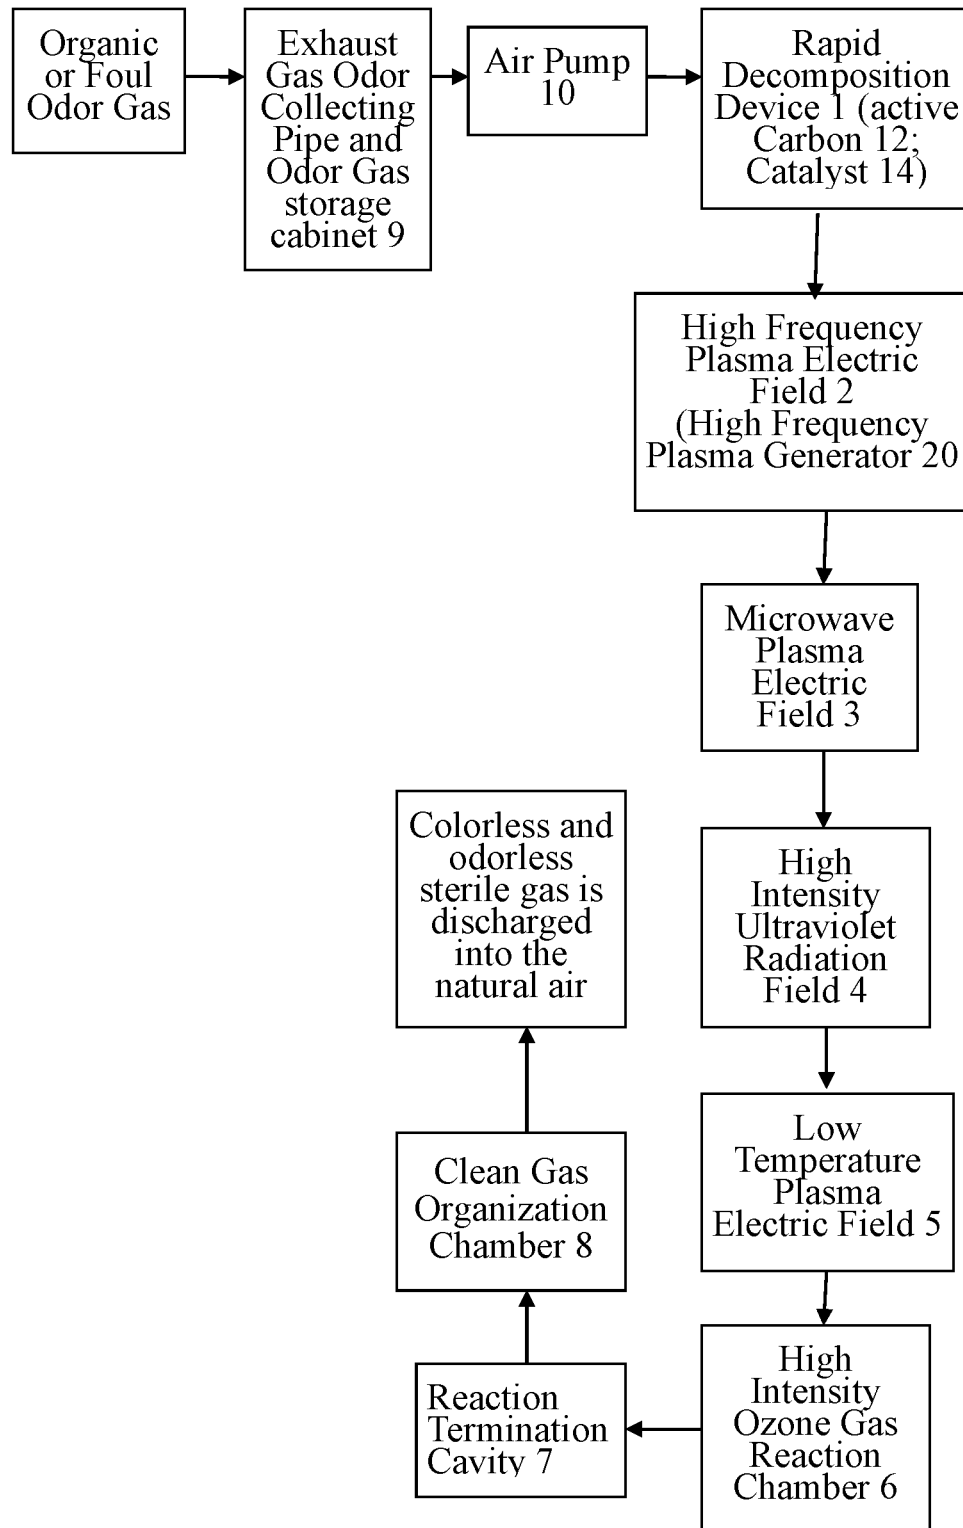 Organic
or Foul
Odor Gas
Exhaust
Gas Odor
Collecting
Pipe and
Odor Gas
storage
cabinet 9
Air Pump
10
Rapid
Decomposition
Device 1 (active
Carbon 12;
Catalyst 14)
High Frequency
Plasma Electric
Field 2
(High Frequency
Plasma Generator 20
Microwave
Plasma
Electric
Field 3
High
Intensity
Ultraviolet
Radiation
Field 4
Low
Temperature
Plasma
Electric Field 5
High
Intensity
Ozone Gas
Reaction
Chamber 6
Reaction
Termination
Cavity 7
Clean Gas
Organization
Chamber 8
Colorless and
odorless
sterile gas is
discharged
into the
natural air